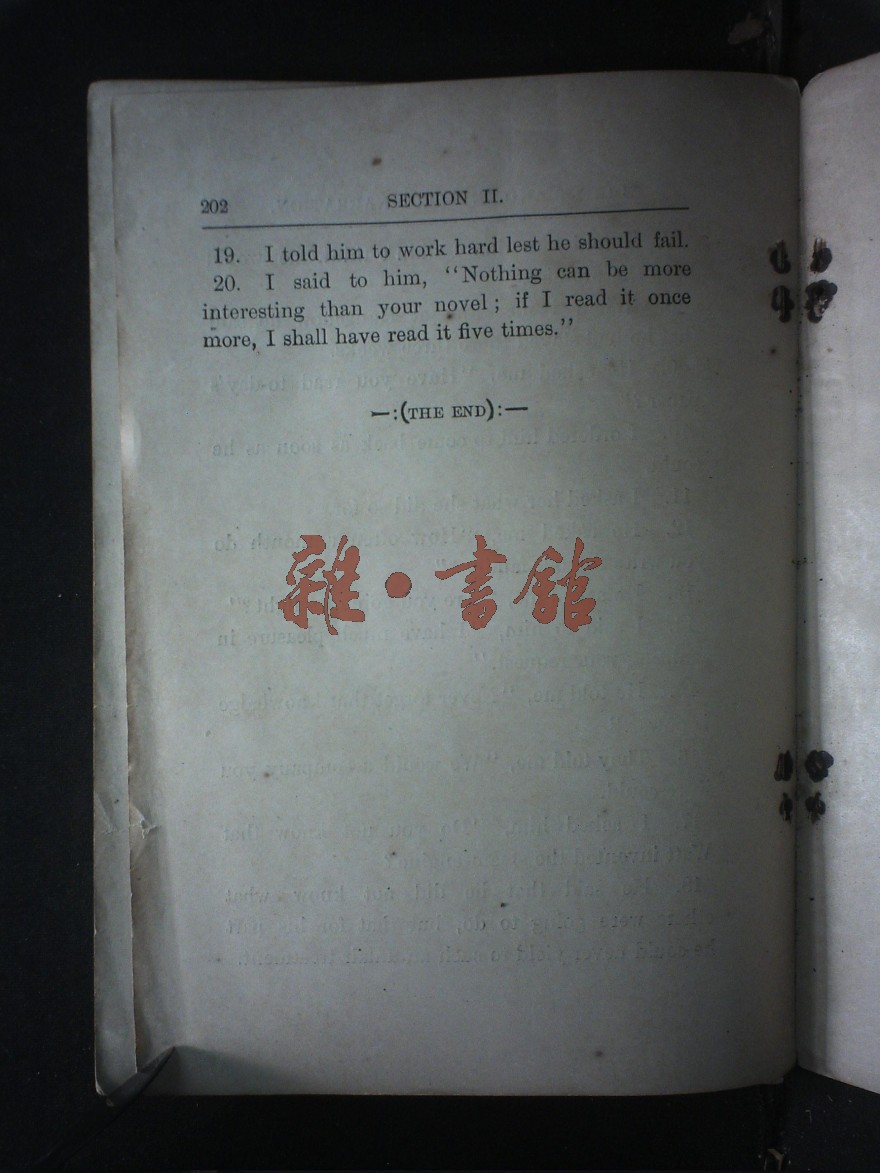 202 SECTION II.
19. I told him to work hard lest he should fail.
20. I said to him, “Nothing can be more
interesting than your novel ; if I read it once
more, I shall have read it five times.”
—:(THE END):—
雜•書館